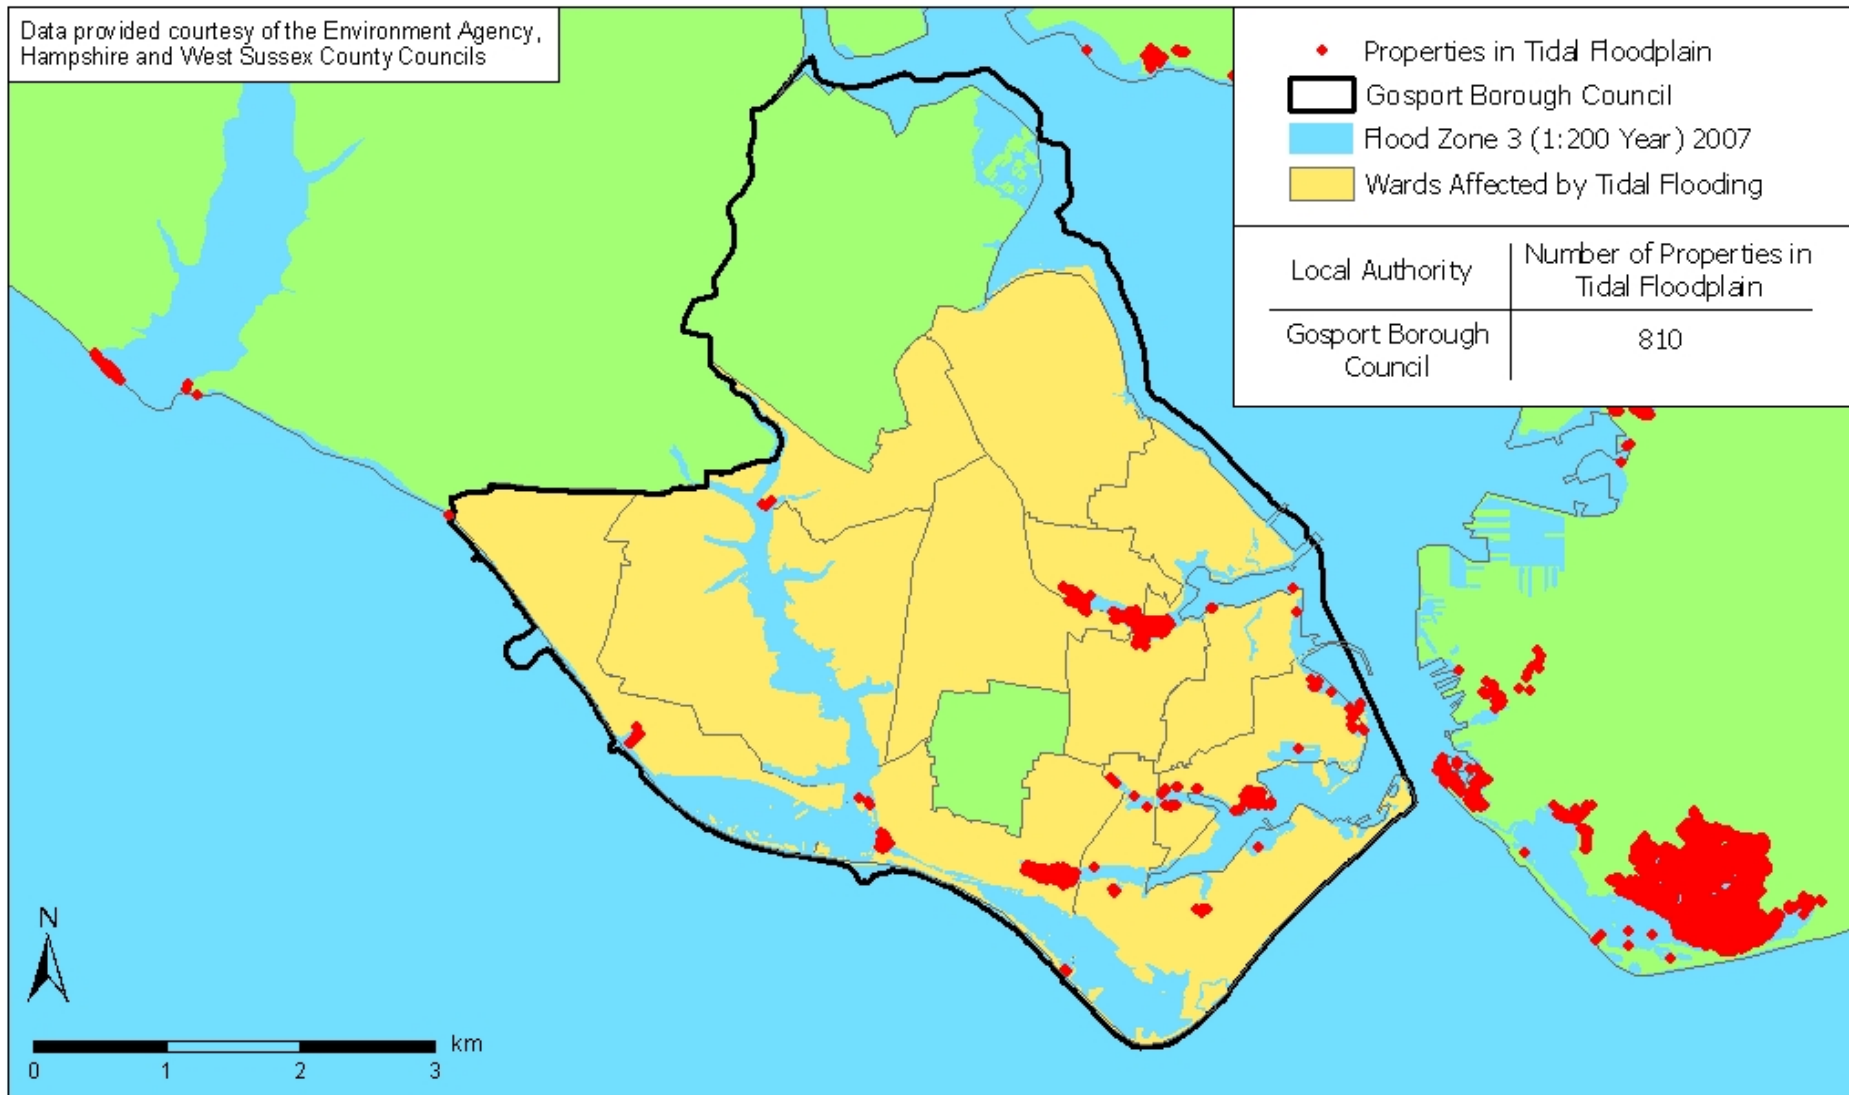 Data provided courtesy of the Environment Agency,
Hampshire and West Sussex County Councils
Properties in Tidal Floodplain
Gosport Borough Council
Flood Zone 3 (1:200 Year) 2007
Wards Affected by Tidal Flooding
Local Authority
Number of Properties in
Tidal Floodplain
Gosport Borough
Council
810
N
km
0 1 2 3